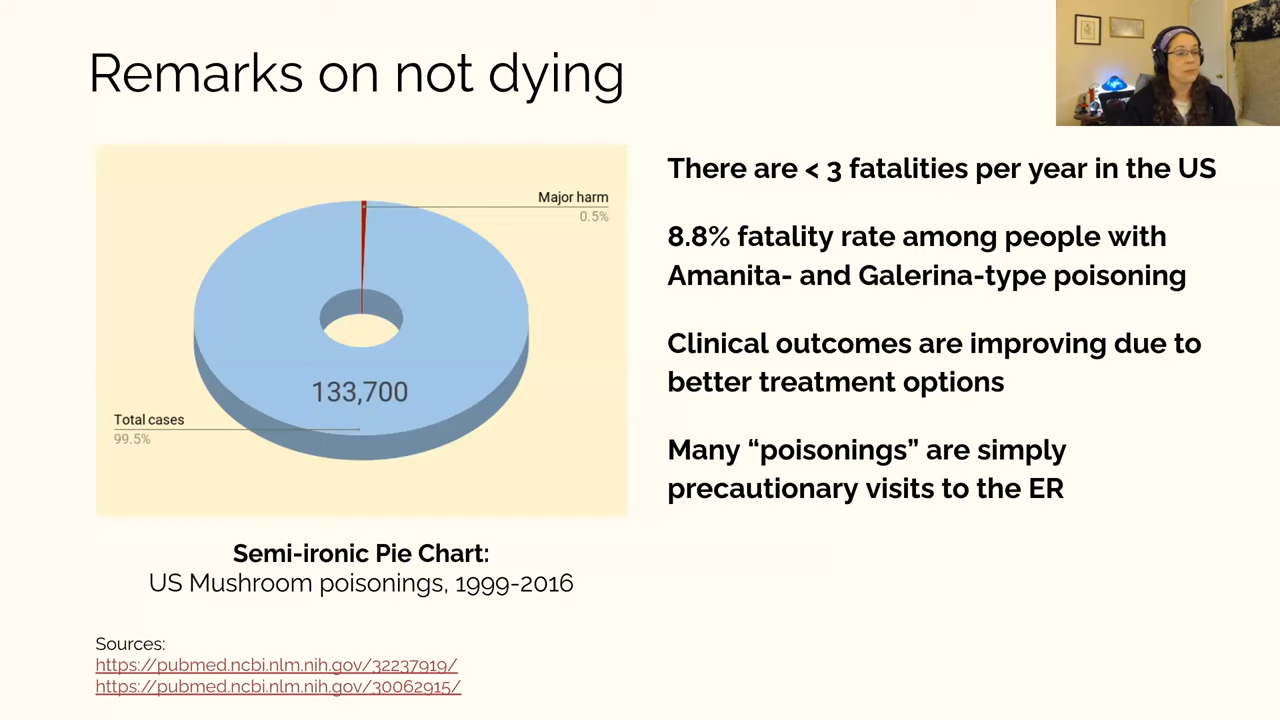 Remarks on not dying
Major harm
0.5%
133,700
Total cases
99.5%
Semi-ironic Pie Chart:
US Mushroom poisonings, 1999-2016
Sources:
https://pubmed.ncbi.nlm.nih.gov/32237919/
https://pubmed.ncbi.nlm.nih.gov/30062915/
There are < 3 fatalities per year in the US
8.8% fatality rate among people with
Amanita- and Galerina-type poisoning
Clinical outcomes are improving due to
better treatment options
Many “poisonings” are simply
precautionary visits to the ER